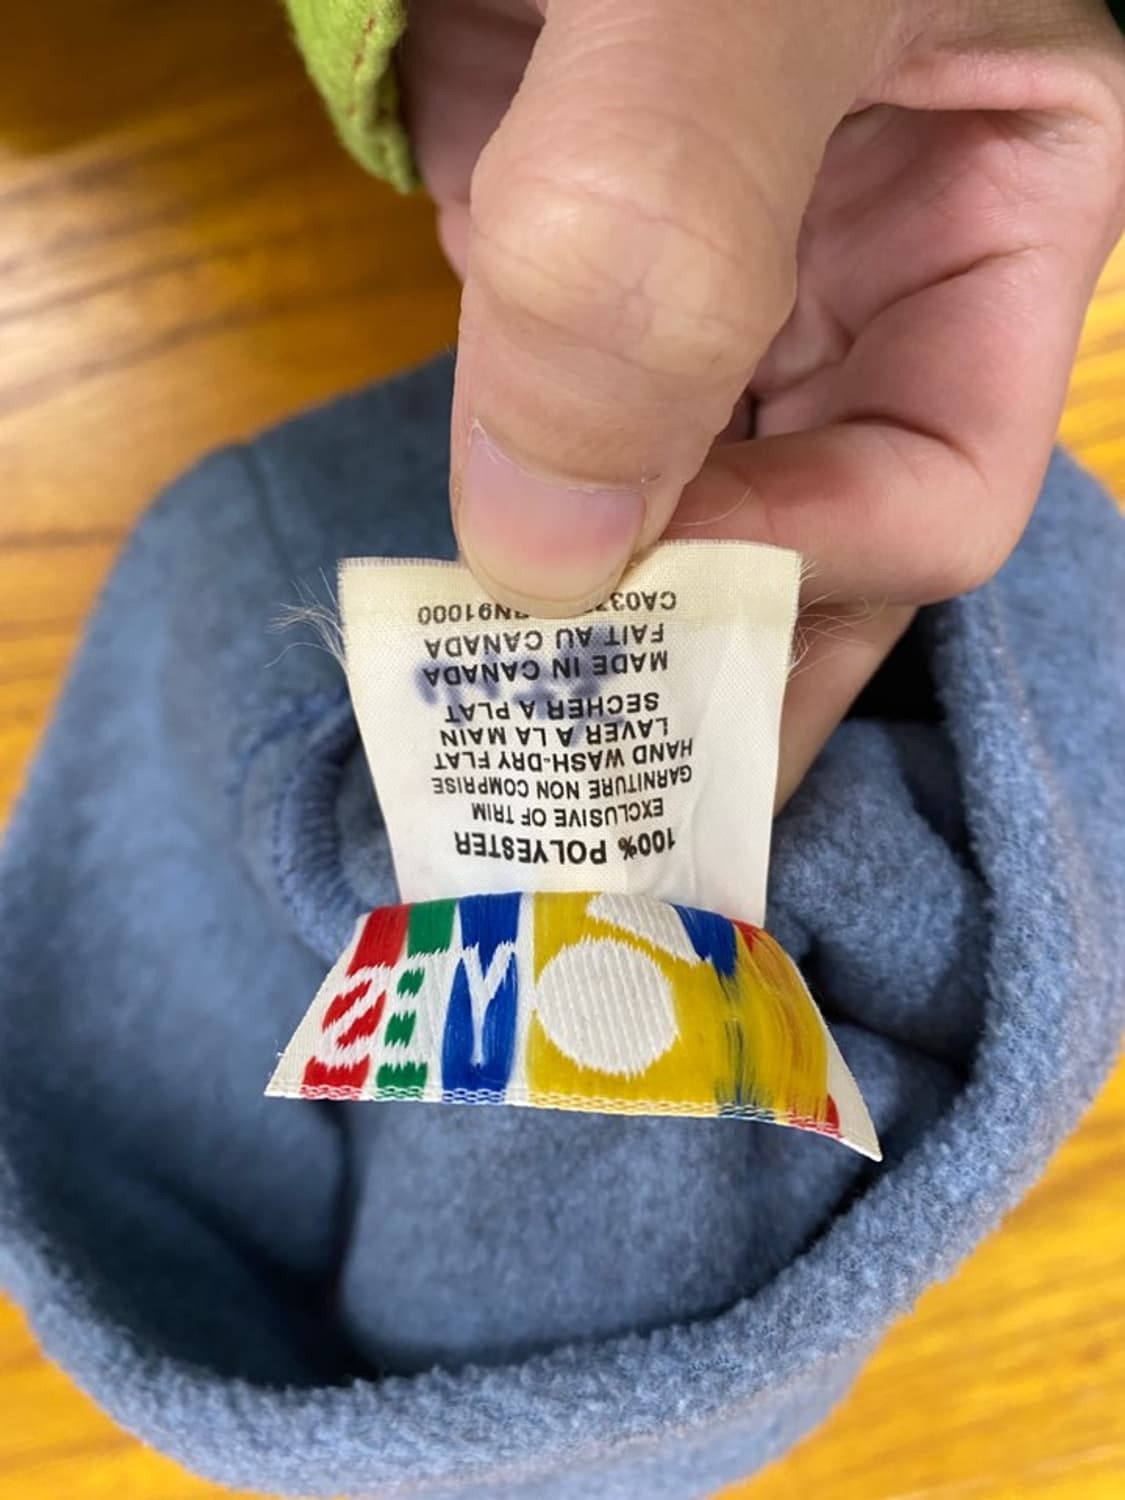 100% POLYESTER
EXCLUSIVE OF TRIM
GARNITURE NON COMPRISE
HAND WASH-DRY FLAT
LAVER A LA MAIN
SECHER A PLAT
MADE IN CANADA
FAIT AU CANADA